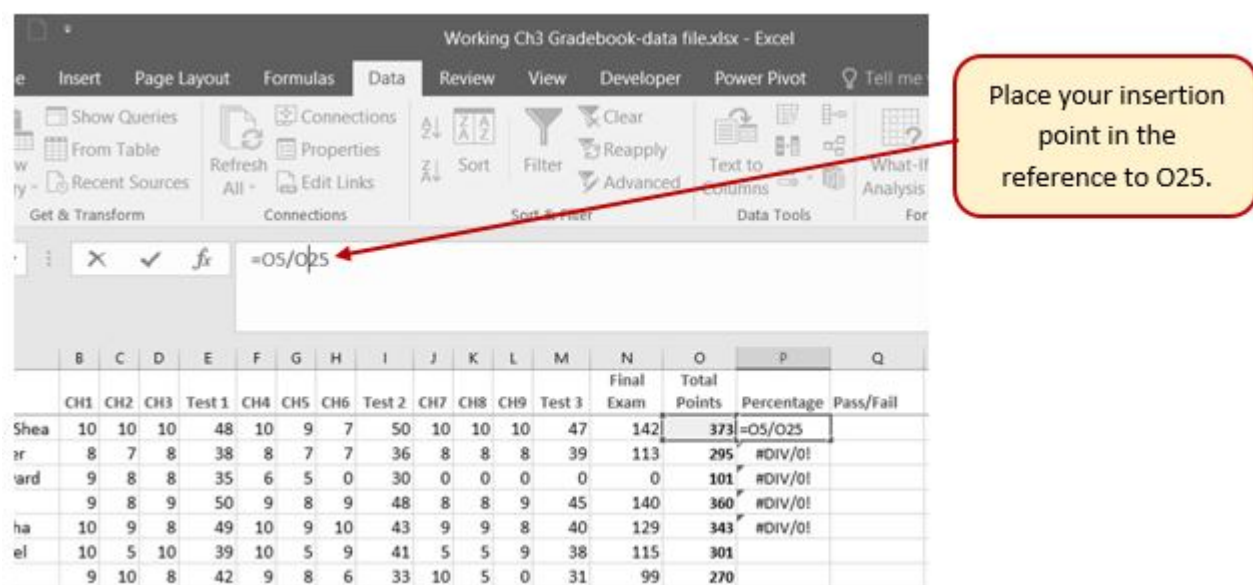 Working Ch3 Gradebook-data file.xlsx - Excel
e Insert Page Layout Formulas Data Review View Developer Power Pivot Tell me
Show Queries
From Table
Recent Sources
Get & Transform
Refresh
All
Connections
Properties
Edit Links
Connections
Sort
Filter
Clear
Reapply
Advanced
Sort & Filter
Text to
Columns
Data Tools
What-If
Analysis
For
Place your insertion
point in the
reference to O25.
fx =O5/O25
B C D E F G H I J K L M N O P Q
CH1 CH2 CH3 Test 1 CH4 CH5 CH6 Test 2 CH7 CH8 CH9 Test 3 Final Exam Total Points Percentage Pass/Fail
Shea 10 10 10 48 10 9 7 50 10 10 10 47 142 373 =O5/O25
er 8 7 8 38 8 7 7 36 8 8 8 39 113 295 #DIV/0!
vard 9 8 8 35 6 5 0 30 0 0 0 0 0 101 #DIV/0!
9 8 9 50 9 8 9 48 8 8 9 45 140 360 #DIV/0!
ha 10 9 8 49 10 9 10 43 9 9 8 40 129 343 #DIV/0!
el 10 5 10 39 10 5 9 41 5 5 9 38 115 301
9 10 8 42 9 8 6 33 10 5 0 31 99 270